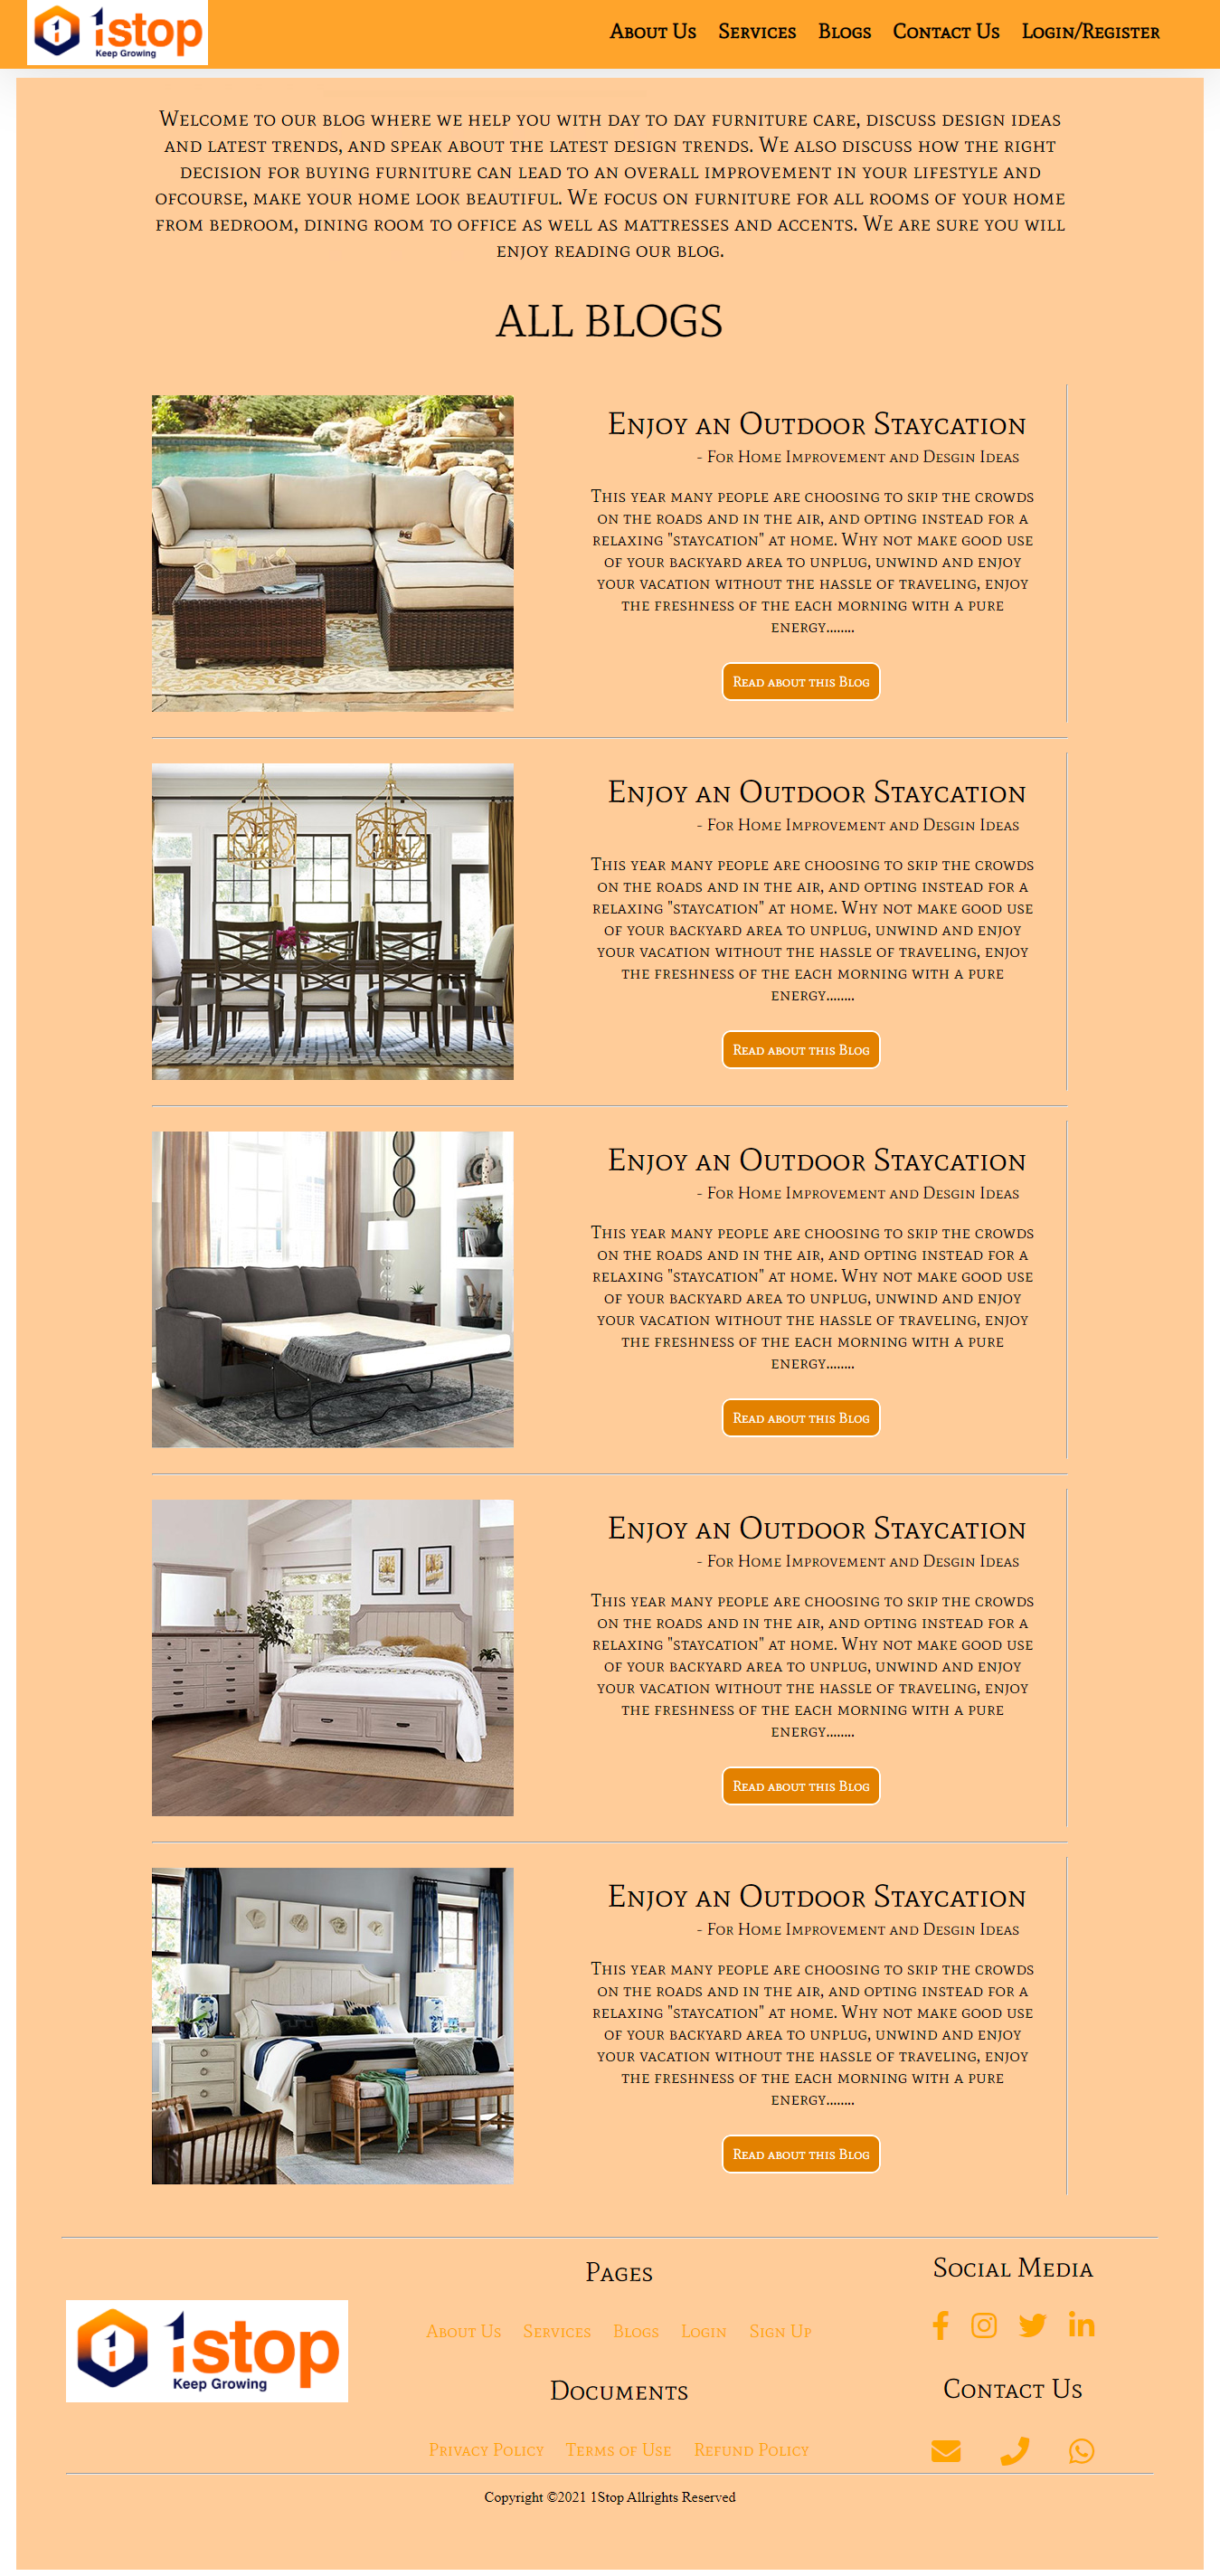 1stop
Keep Growing
About Us Services Blogs Contact Us Login/Register
Welcome to our blog where we help you with day to day furniture care, discuss design ideas
and latest trends, and speak about the latest design trends. We also discuss how the right
decision for buying furniture can lead to an overall improvement in your lifestyle and
ofcourse, make your home look beautiful. We focus on furniture for all rooms of your home
from bedroom, dining room to office as well as mattresses and accents. We are sure you will
enjoy reading our blog.
ALL BLOGS
Enjoy an Outdoor Staycation
- For Home Improvement and Desgin Ideas
This year many people are choosing to skip the crowds
on the roads and in the air, and opting instead for a
relaxing "staycation" at home. Why not make good use
of your backyard area to unplug, unwind and enjoy
your vacation without the hassle of traveling, enjoy
the freshness of the each morning with a pure
energy........
Read about this Blog
Enjoy an Outdoor Staycation
- For Home Improvement and Desgin Ideas
This year many people are choosing to skip the crowds
on the roads and in the air, and opting instead for a
relaxing "staycation" at home. Why not make good use
of your backyard area to unplug, unwind and enjoy
your vacation without the hassle of traveling, enjoy
the freshness of the each morning with a pure
energy........
Read about this Blog
Enjoy an Outdoor Staycation
- For Home Improvement and Desgin Ideas
This year many people are choosing to skip the crowds
on the roads and in the air, and opting instead for a
relaxing "staycation" at home. Why not make good use
of your backyard area to unplug, unwind and enjoy
your vacation without the hassle of traveling, enjoy
the freshness of the each morning with a pure
energy........
Read about this Blog
Enjoy an Outdoor Staycation
- For Home Improvement and Desgin Ideas
This year many people are choosing to skip the crowds
on the roads and in the air, and opting instead for a
relaxing "staycation" at home. Why not make good use
of your backyard area to unplug, unwind and enjoy
your vacation without the hassle of traveling, enjoy
the freshness of the each morning with a pure
energy........
Read about this Blog
Enjoy an Outdoor Staycation
- For Home Improvement and Desgin Ideas
This year many people are choosing to skip the crowds
on the roads and in the air, and opting instead for a
relaxing "staycation" at home. Why not make good use
of your backyard area to unplug, unwind and enjoy
your vacation without the hassle of traveling, enjoy
the freshness of the each morning with a pure
energy........
Read about this Blog
1stop
Keep Growing
Pages
About Us Services Blogs Login Sign Up
Documents
Privacy Policy Terms of Use Refund Policy
Social Media
Contact Us
Copyright ©2021 1Stop Allrights Reserved